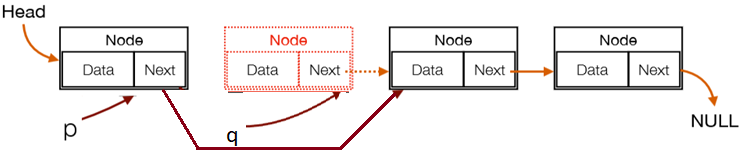 Head
Node Node Node Node
Data Next Data Next Data Next Data Next
p q NULL